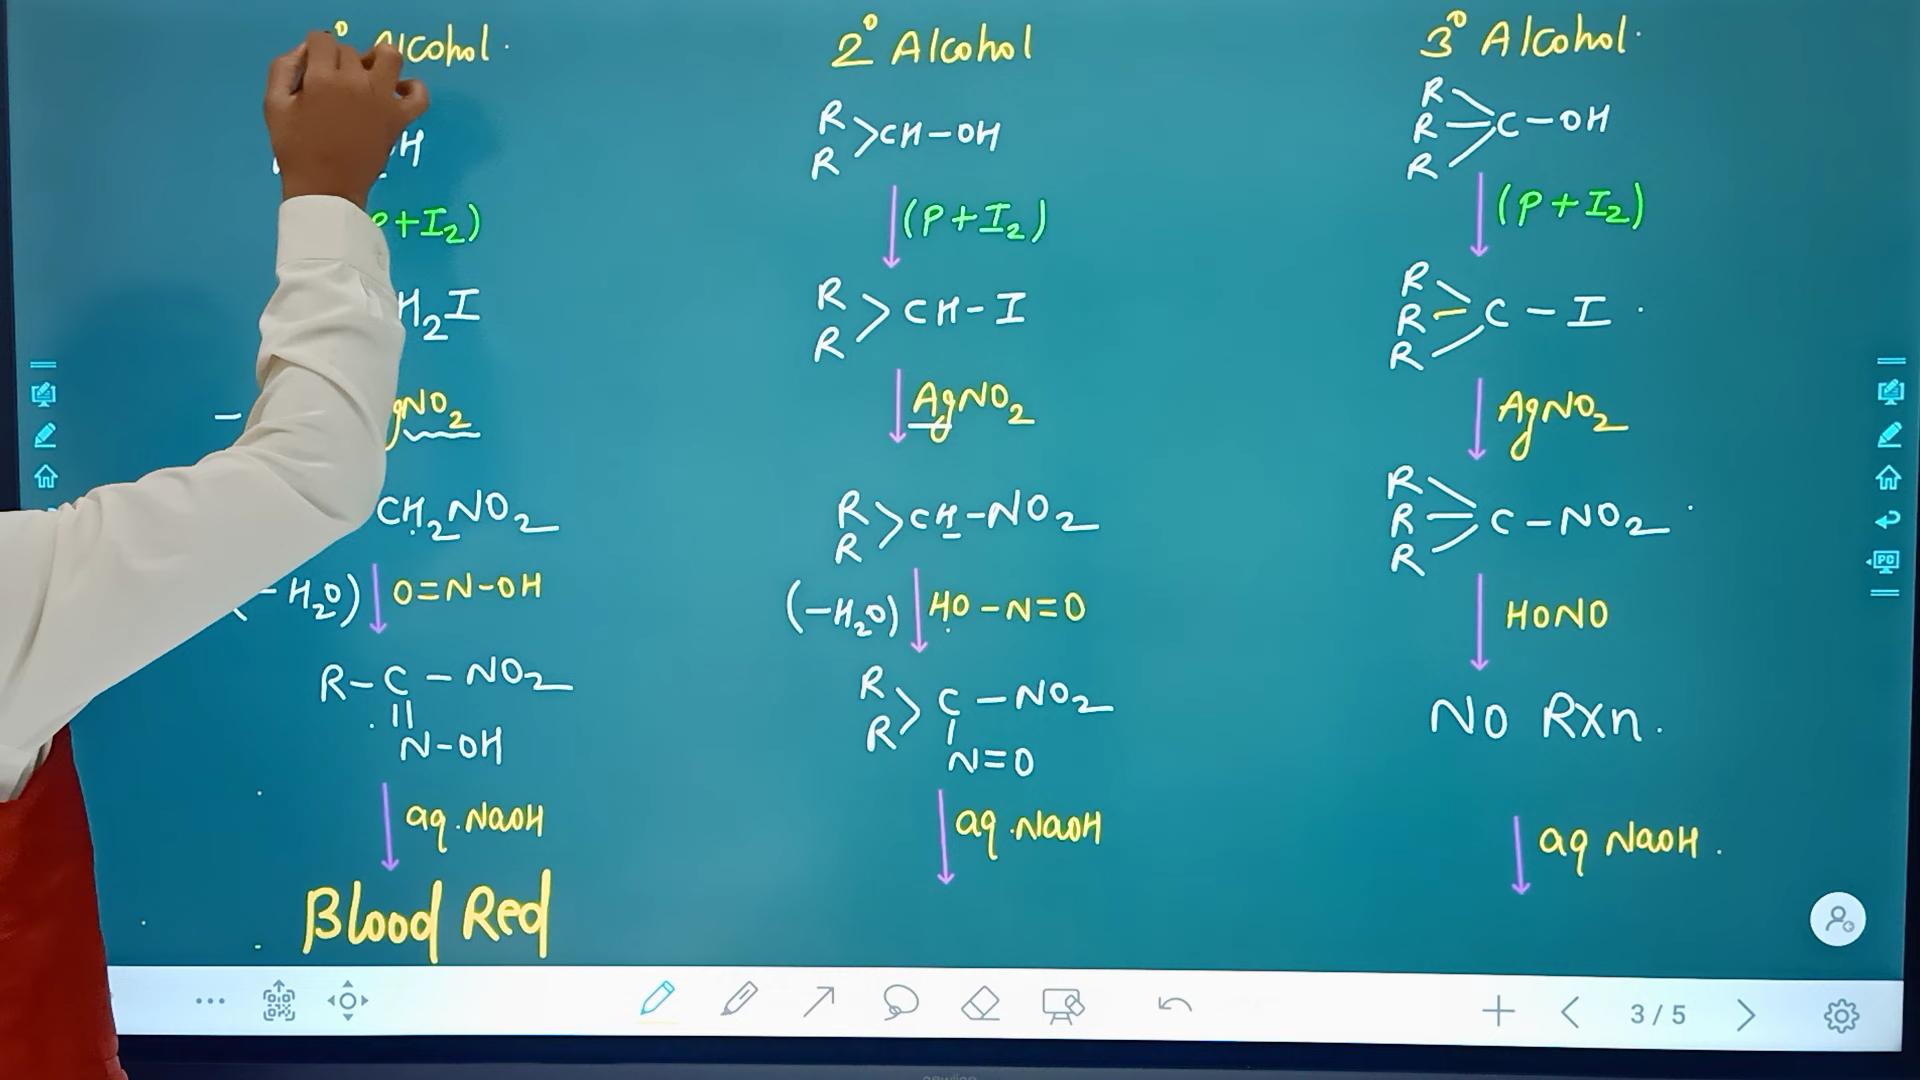 Alcohol.
H
P+I2)
H2I
-
gNO2
CH2NO2
(-H2O) O=N-OH
R-C-NO2
||
N-OH
aq.NaOH
Blood Red
2° Alcohol
R
>CH-OH
R
(P+I2)
R
>CH-I
R
AgNO2
R
>CH-NO2
R
(-H2O) HO-N=O
R
>C-NO2
R
|
N=O
aq.NaOH
3° Alcohol.
R
R-C-OH
R
(P+I2)
R
R-C-I.
R
AgNO2
R
R-C-NO2
R
HONO
NO Rxn.
aq NaOH.
3/5
PC